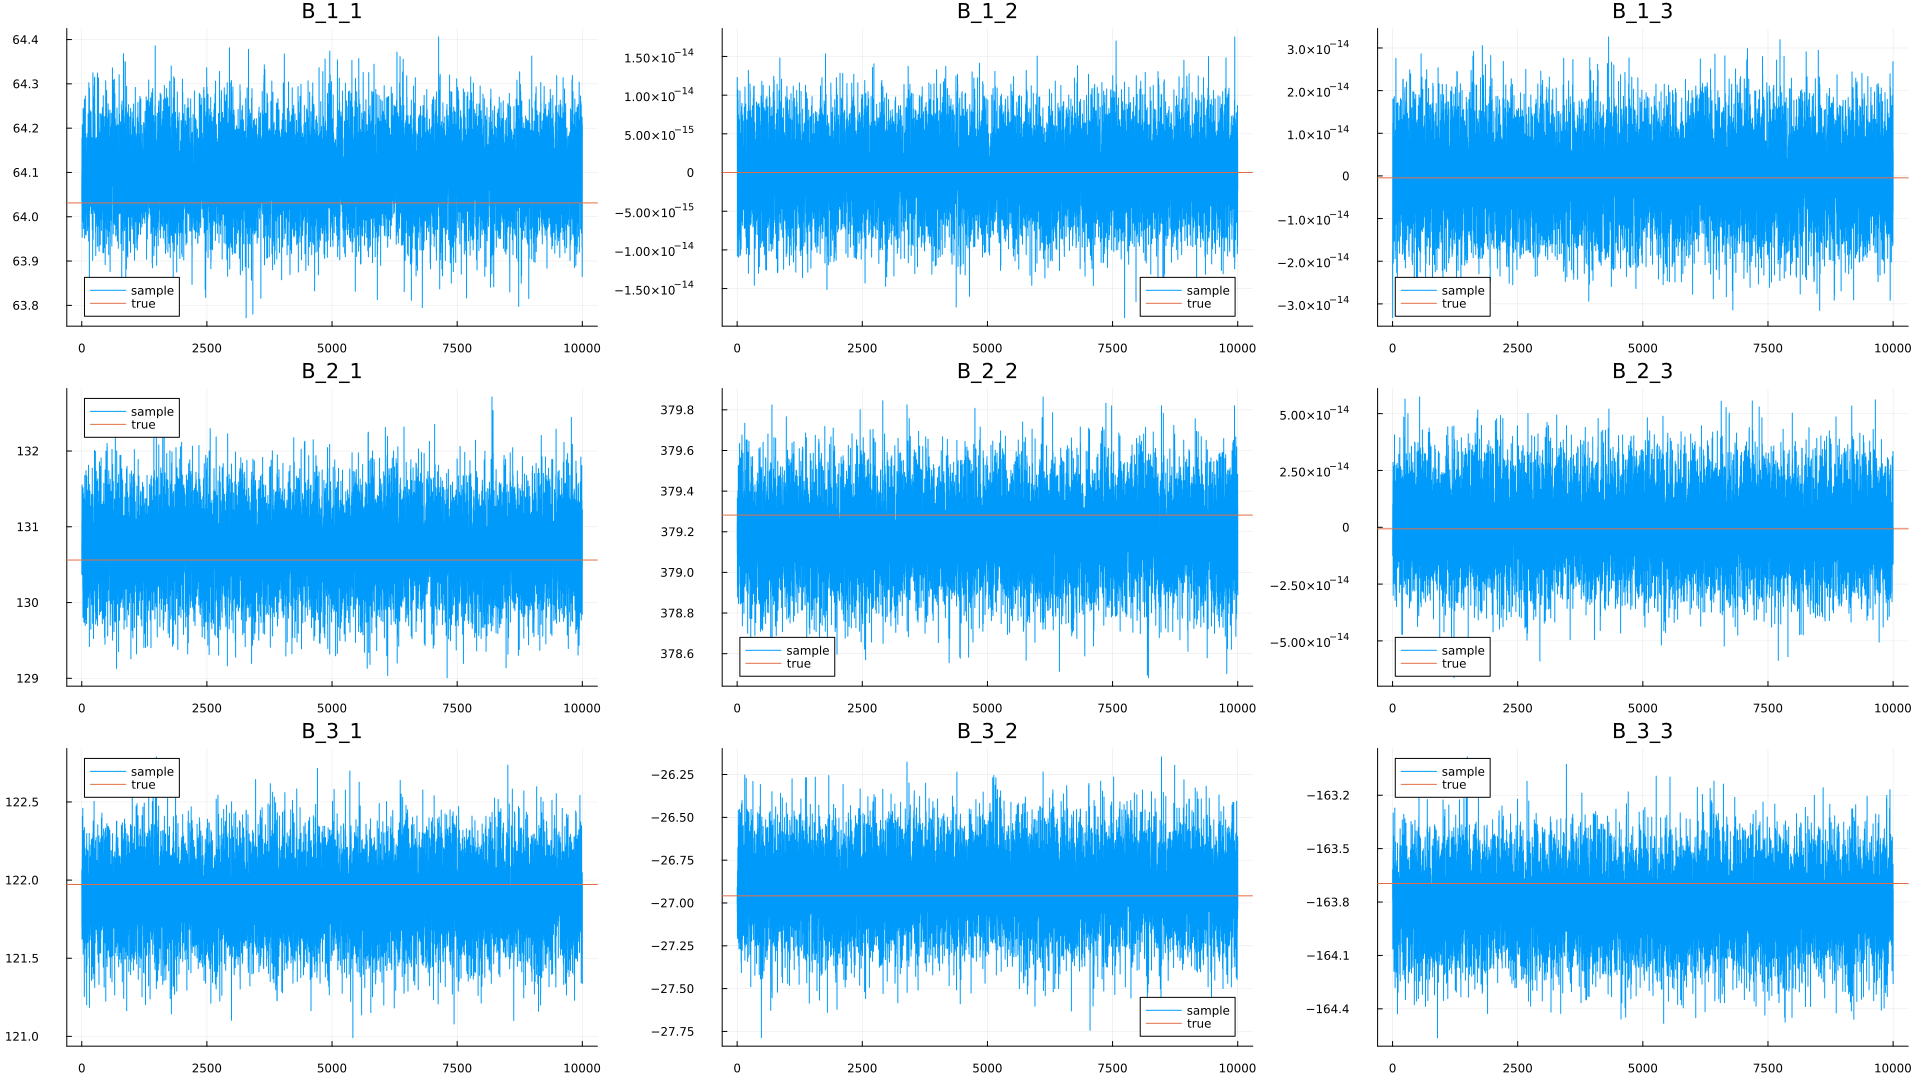 B_1_1
64.4
64.3
64.2
64.1
64.0
63.9
63.8
sample
true
0 2500 5000 7500 10000
B_1_2
1.50×10⁻¹⁴
1.00×10⁻¹⁴
5.00×10⁻¹⁵
0
−5.00×10⁻¹⁵
−1.00×10⁻¹⁴
−1.50×10⁻¹⁴
sample
true
0 2500 5000 7500 10000
B_1_3
3.0×10⁻¹⁴
2.0×10⁻¹⁴
1.0×10⁻¹⁴
0
−1.0×10⁻¹⁴
−2.0×10⁻¹⁴
−3.0×10⁻¹⁴
sample
true
0 2500 5000 7500 10000
B_2_1
sample
true
132
131
130
129
0 2500 5000 7500 10000
B_2_2
379.8
379.6
379.4
379.2
379.0
378.8
378.6
sample
true
0 2500 5000 7500 10000
B_2_3
5.00×10⁻¹⁴
2.50×10⁻¹⁴
0
−2.50×10⁻¹⁴
−5.00×10⁻¹⁴
sample
true
0 2500 5000 7500 10000
B_3_1
sample
true
122.5
122.0
121.5
121.0
0 2500 5000 7500 10000
B_3_2
−26.25
−26.50
−26.75
−27.00
−27.25
−27.50
−27.75
sample
true
0 2500 5000 7500 10000
B_3_3
sample
true
−163.2
−163.5
−163.8
−164.1
−164.4
0 2500 5000 7500 10000